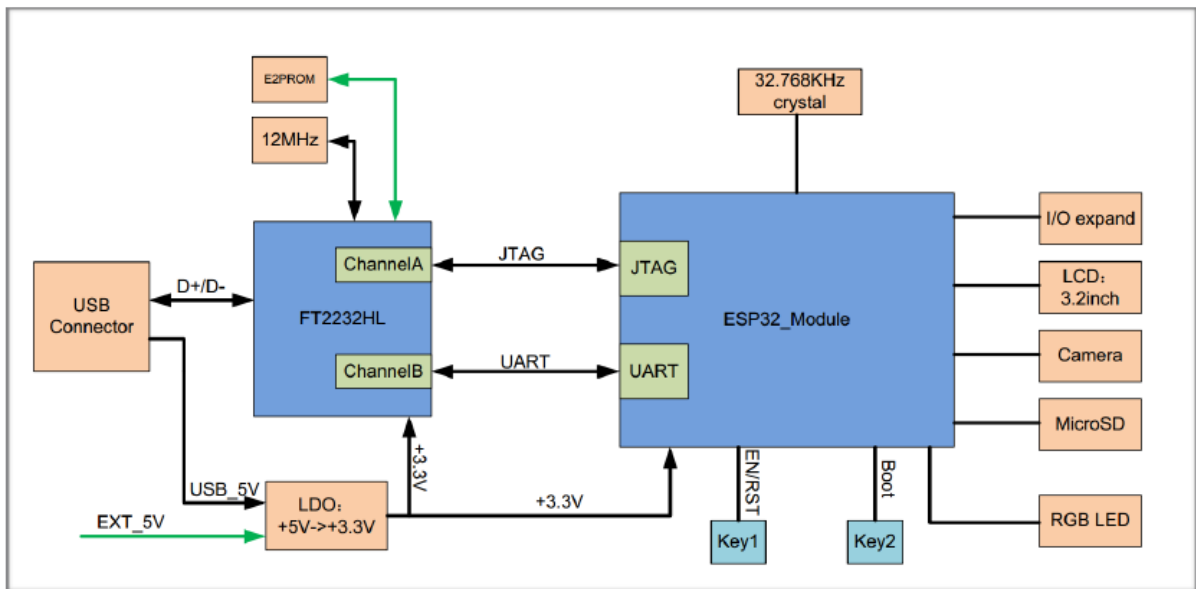 E2PROM
12MHz
32.768KHz
crystal
USB
Connector
D+/D-
FT2232HL
ChannelA
ChannelB
JTAG
UART
JTAG
UART
ESP32_Module
I/O expand
LCD：
3.2inch
Camera
MicroSD
RGB LED
EN/RST
Boot
Key1
Key2
USB_5V
EXT_5V
LDO：
+5V->+3.3V
+3.3V
+3.3V